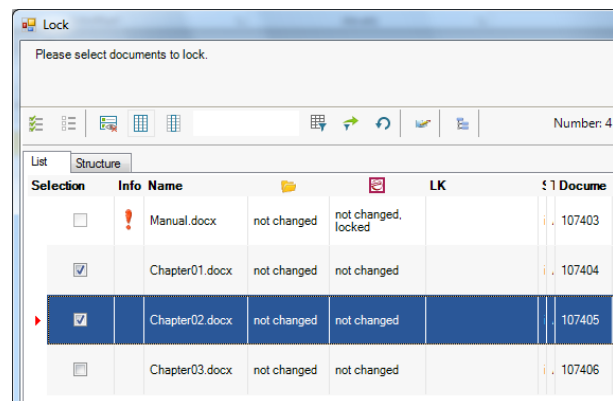 Lock
Please select documents to lock.
Number: 4
List Structure
Selection Info Name LK Docume
Manual.docx not changed not changed, locked 107403
Chapter01.docx not changed not changed 107404
Chapter02.docx not changed not changed 107405
Chapter03.docx not changed not changed 107406